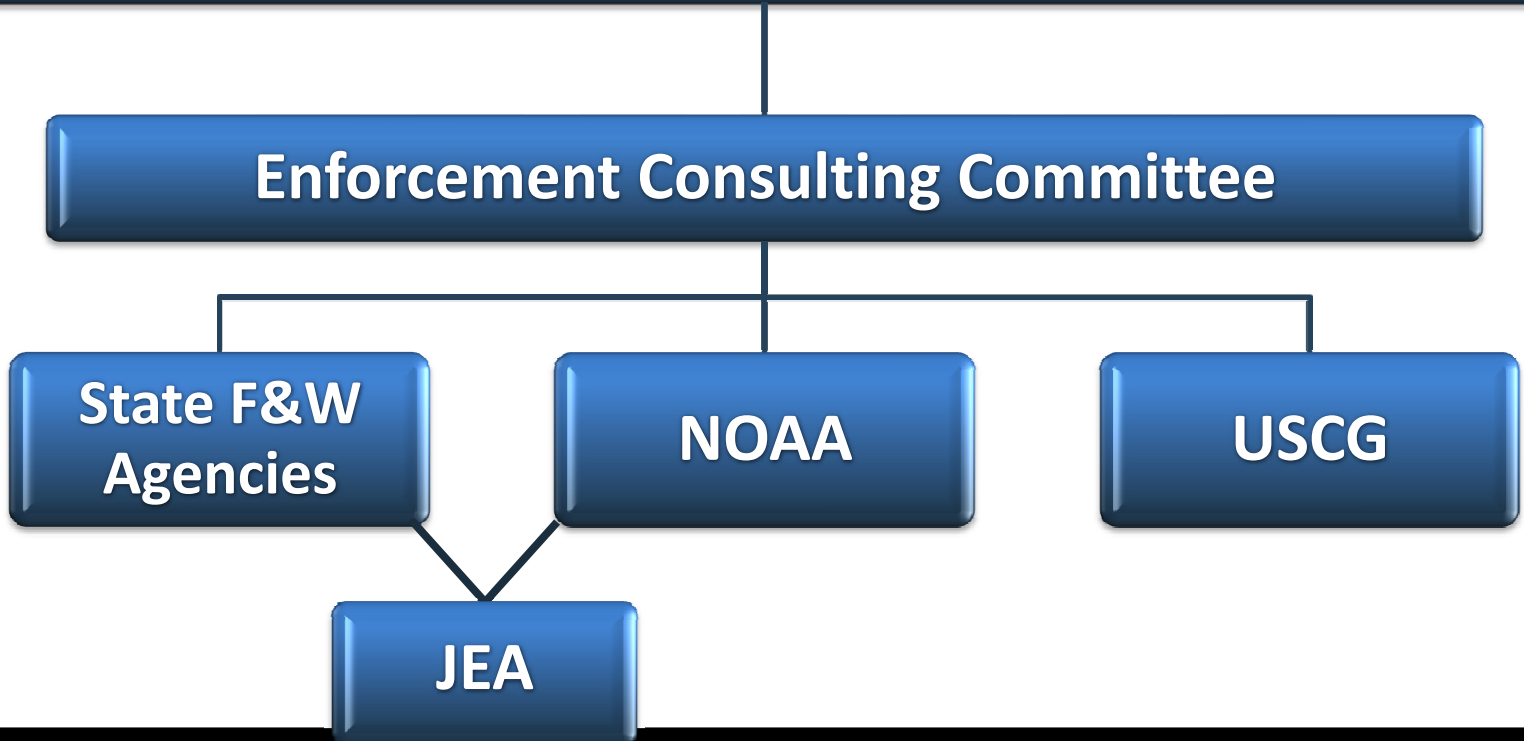 Enforcement Consulting Committee
State F&W
Agencies
NOAA
USCG
JEA